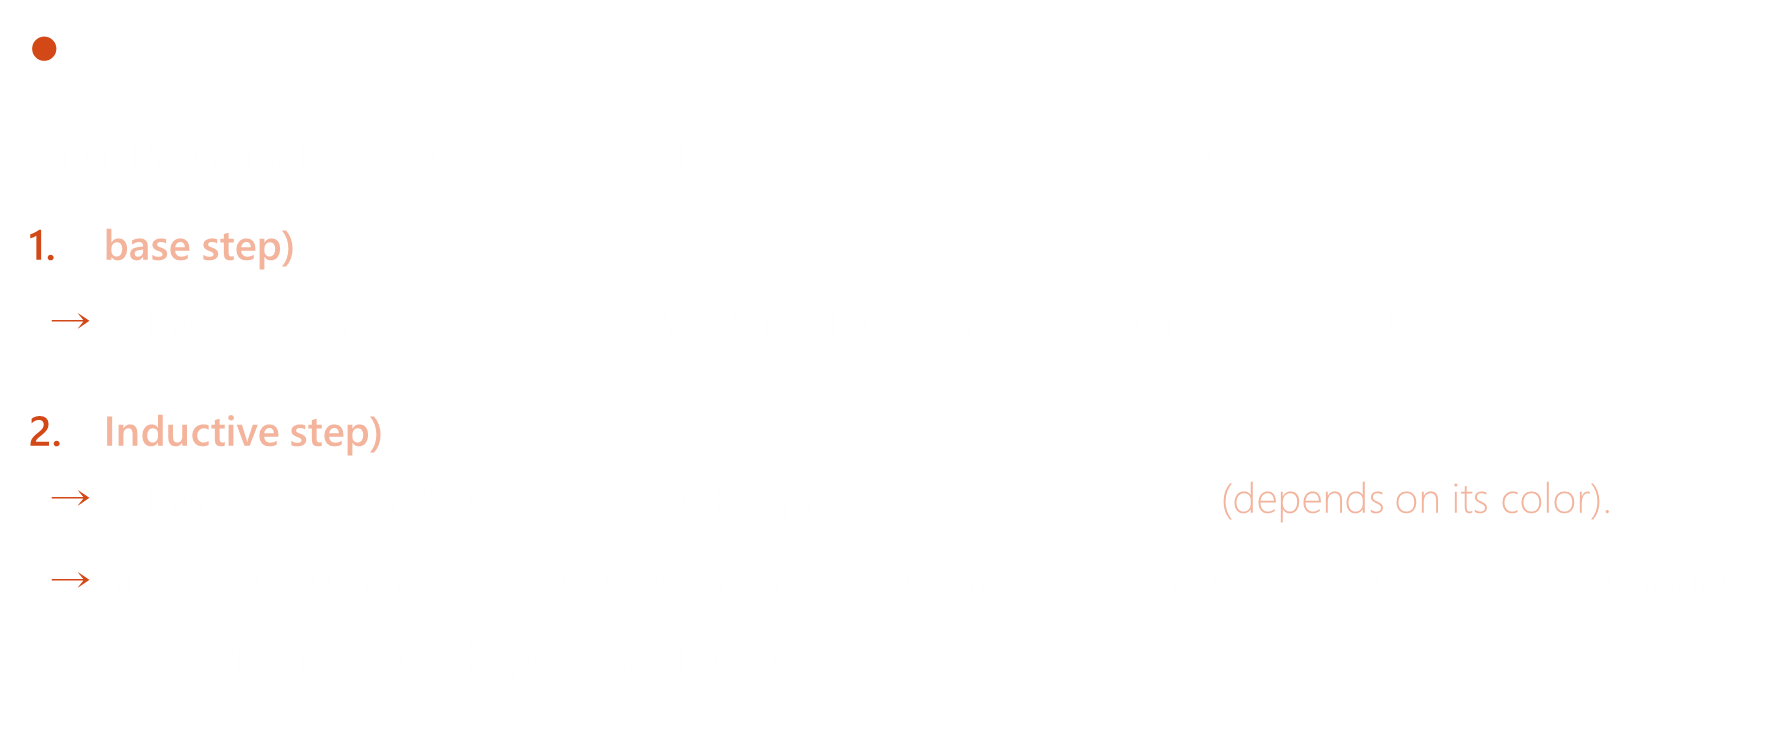 ●
1. base step)
→
2. Inductive step)
→ (depends on its color).
→